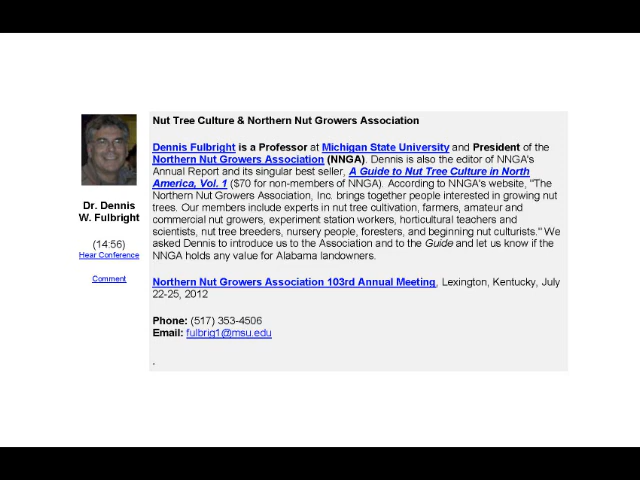 Nut Tree Culture & Northern Nut Growers Association
Dennis Fulbright is a Professor at Michigan State University and President of the
Northern Nut Growers Association (NNGA). Dennis is also the editor of NNGA's
Annual Report and its singular best seller, A Guide to Nut Tree Culture in North
America, Vol. 1 ($70 for non-members of NNGA). According to NNGA's website, "The
Northern Nut Growers Association, Inc. brings together people interested in growing nut
trees. Our members include experts in nut tree cultivation, farmers, amateur and
commercial nut growers, experiment station workers, horticultural teachers and
scientists, nut tree breeders, nursery people, foresters, and beginning nut culturists." We
asked Dennis to introduce us to the Association and to the Guide and let us know if the
NNGA holds any value for Alabama landowners.
Northern Nut Growers Association 103rd Annual Meeting, Lexington, Kentucky, July
22-25, 2012
Phone: (517) 353-4506
Email: fulbrig1@msu.edu
.
Dr. Dennis
W. Fulbright
(14:56)
Hear Conference
Comment